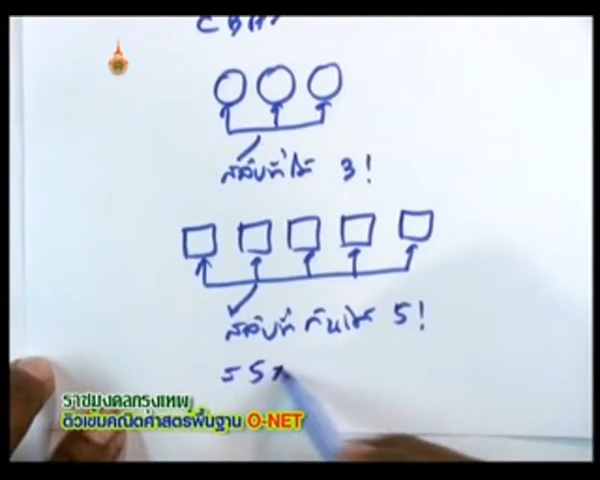 สลับที่ได้ 3!
สลับที่ กันได้ 5!
= 5 ×
ราชมงคลกรุงเทพ
ติวเข้มคณิตศาสตร์พื้นฐาน O-NET